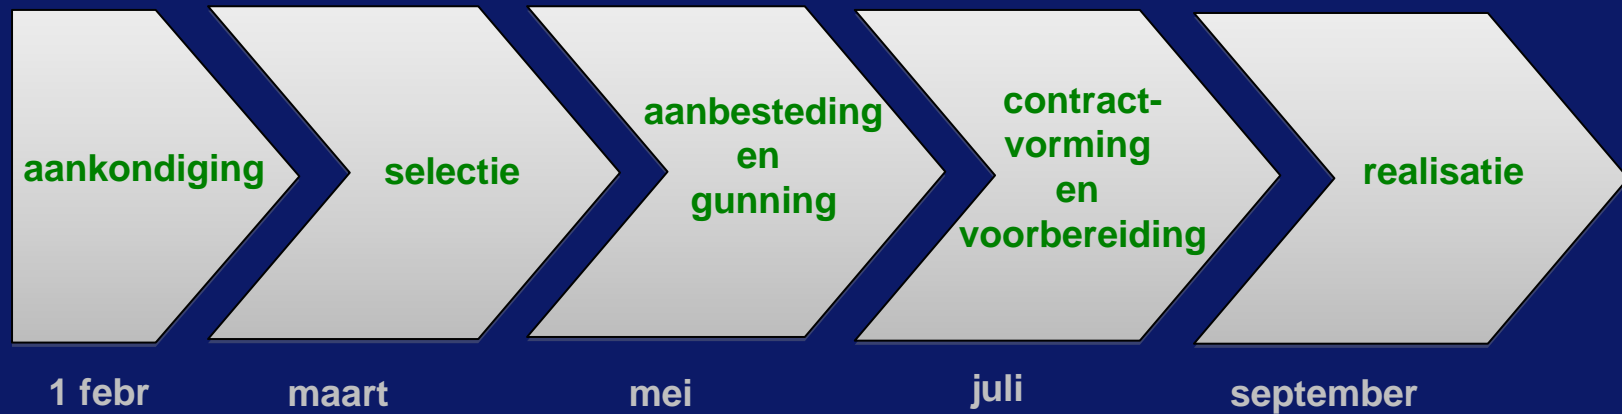 aankondiging
selectie
aanbesteding
en
gunning
contract-
vorming
en
voorbereiding
realisatie
1 febr
maart
mei
juli
september